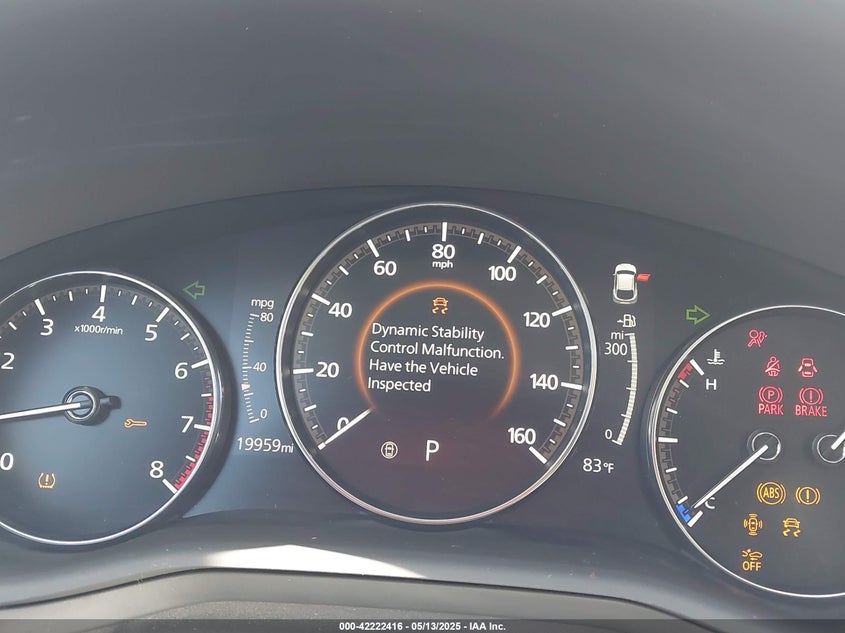 80
mph
60
100
40
120
20
140
0
160
Dynamic Stability
Control Malfunction.
Have the Vehicle
Inspected
P
2
3
4
5
6
7
8
0
x1000r/min
mpg
80
40
0
19959mi
mi
300
0
83°F
H
C
P
PARK
BRAKE
ABS
OFF
000-42222416 - 05/13/2025 - IAA Inc.